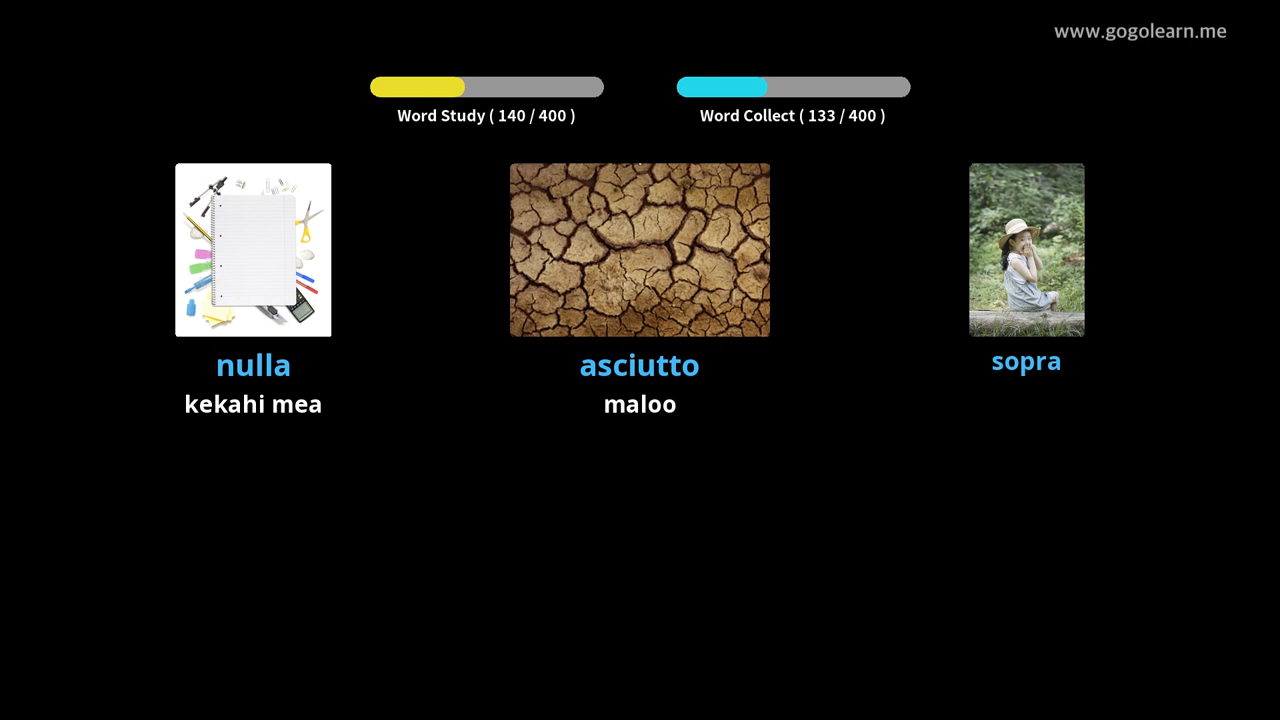 www.gogolearn.me
Word Study ( 140 / 400 )
Word Collect ( 133 / 400 )
nulla
kekahi mea
asciutto
maloo
sopra